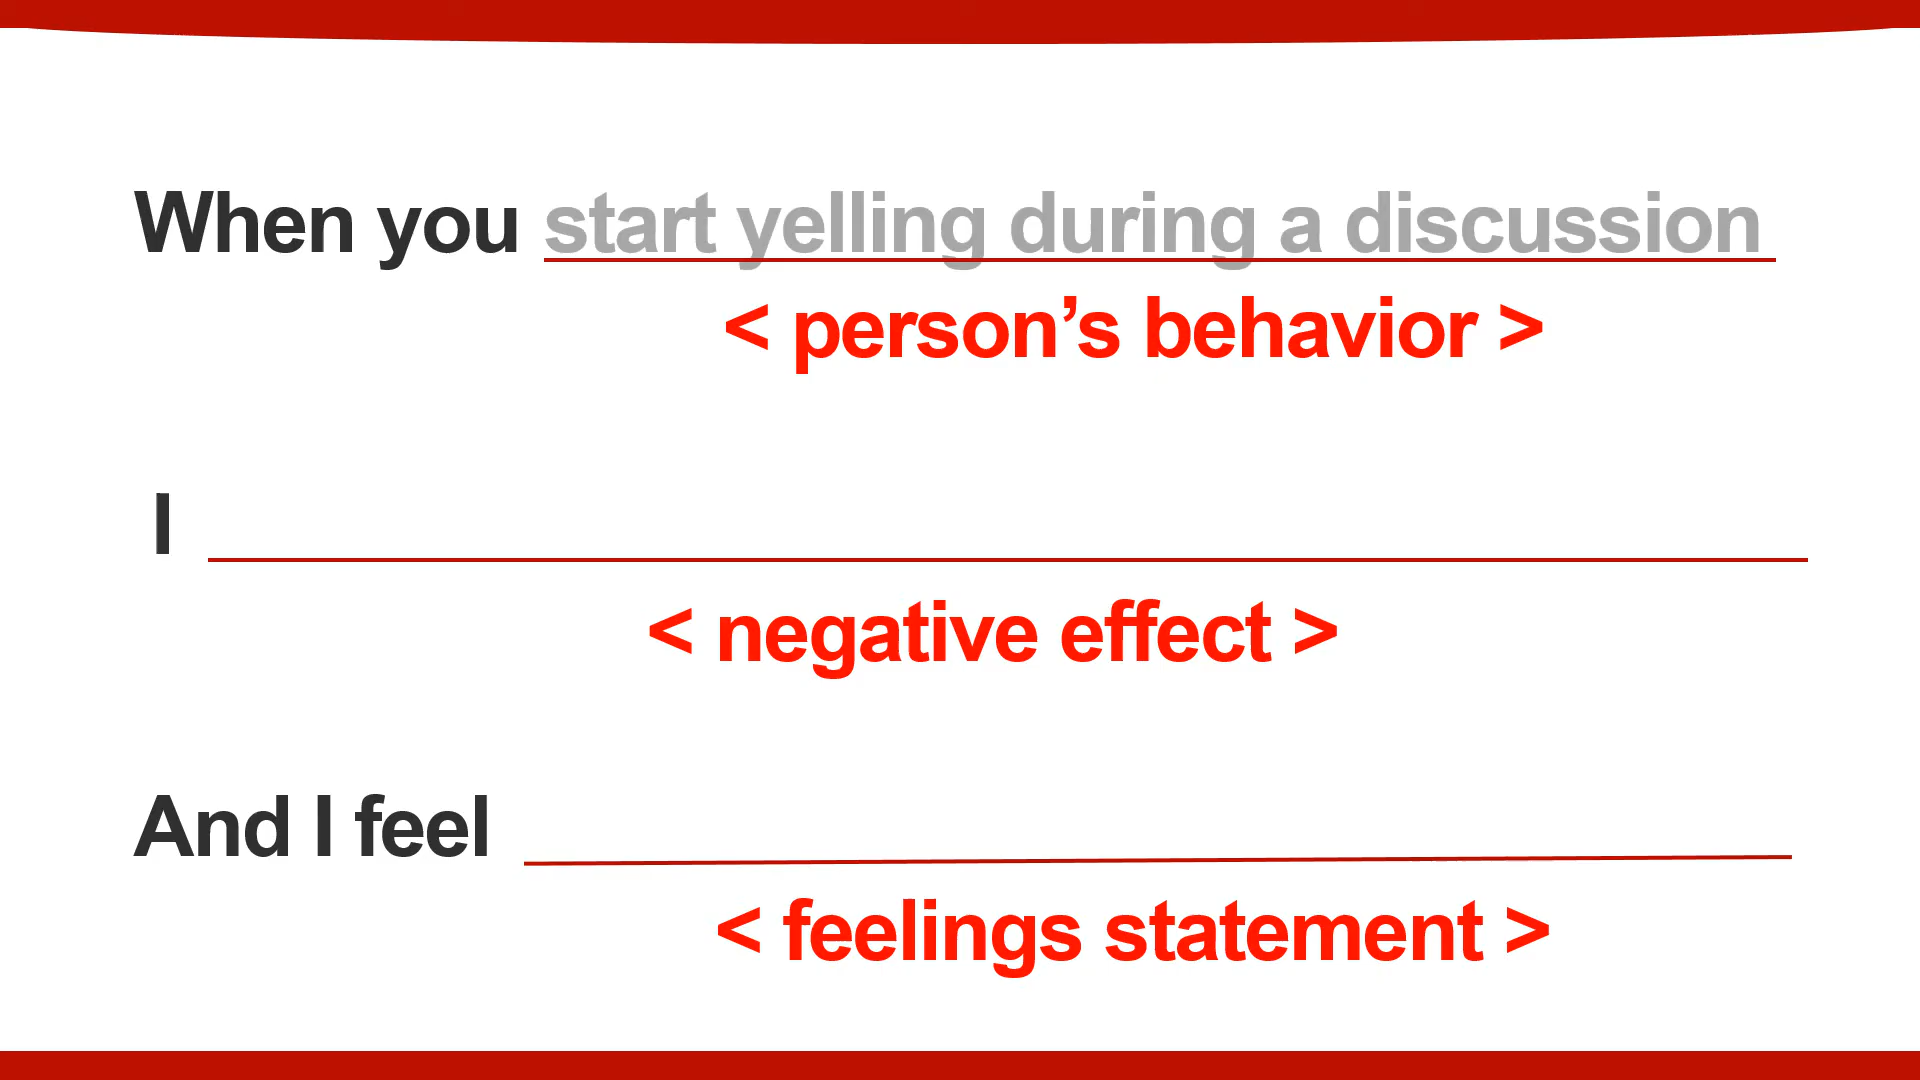 When you start yelling during a discussion
< person’s behavior >
I
< negative effect >
And I feel
< feelings statement >